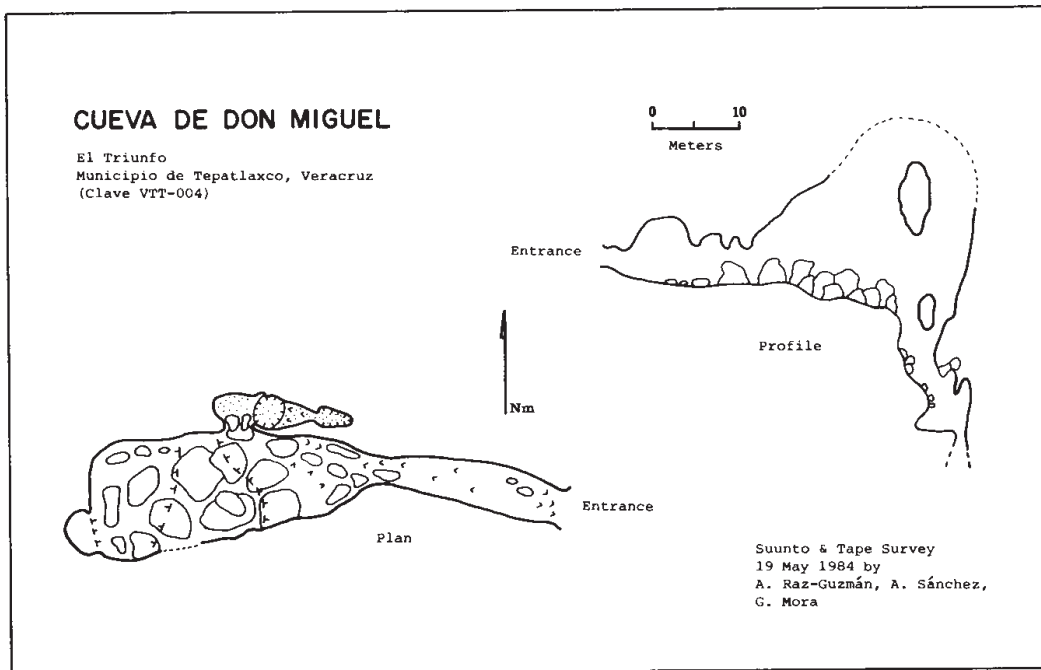 CUEVA DE DON MIGUEL
El Triunfo
Municipio de Tepatlaxco, Veracruz
(Clave VTT-004)
0 10
Meters
Entrance
Profile
Nm
Entrance
Plan
Suunto & Tape Survey
19 May 1984 by
A. Raz-Guzmán, A. Sánchez,
G. Mora